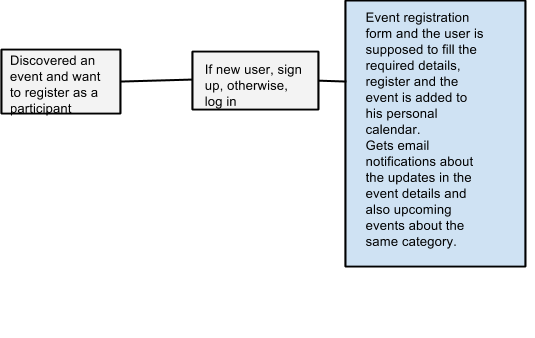 Discovered an
event and want
to register as a
participant
If new user, sign
up, otherwise,
log in
Event registration
form and the user is
supposed to fill the
required details,
register and the
event is added to
his personal
calendar.
Gets email
notifications about
the updates in the
event details and
also upcoming
events about the
same category.